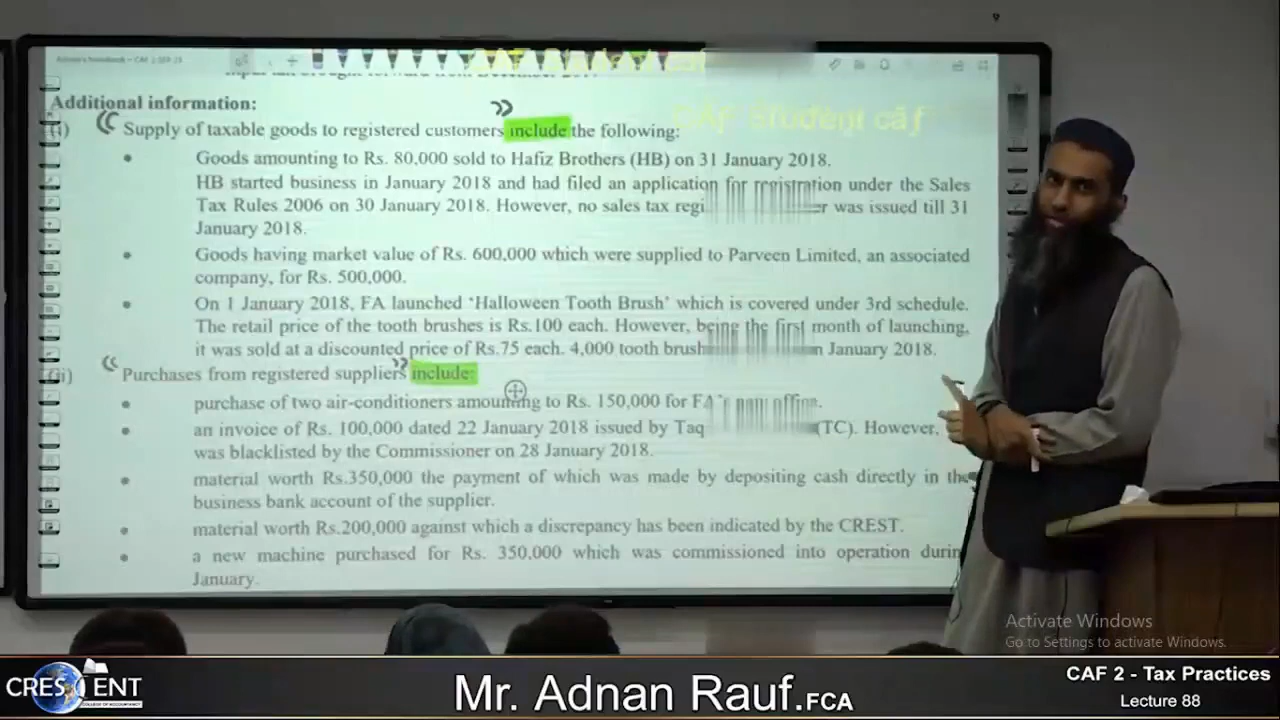 CAF Student caf
Additional information:
(i) Supply of taxable goods to registered customers include the following:
• Goods amounting to Rs. 80,000 sold to Hafiz Brothers (HB) on 31 January 2018.
HB started business in January 2018 and had filed an application for registration under the Sales
Tax Rules 2006 on 30 January 2018. However, no sales tax was issued till 31
January 2018.
• Goods having market value of Rs. 600,000 which were supplied to Parveen Limited, an associated
company, for Rs. 500,000.
• On 1 January 2018, FA launched ‘Halloween Tooth Brush’ which is covered under 3rd schedule.
The retail price of the tooth brushes is Rs.100 each. However, being the first month of launching,
it was sold at a discounted price of Rs.75 each. 4,000 tooth January 2018.
(ii) Purchases from registered suppliers include:
• purchase of two air-conditioners amounting to Rs. 150,000 for office.
• an invoice of Rs. 100,000 dated 22 January 2018 issued by (TC). However,
was blacklisted by the Commissioner on 28 January 2018.
• material worth Rs.350,000 the payment of which was made by depositing cash directly in the
business bank account of the supplier.
• material worth Rs.200,000 against which a discrepancy has been indicated by the CREST.
• a new machine purchased for Rs. 350,000 which was commissioned into operation
January.
Activate Windows
Go to Settings to activate Windows.
CRESCENT
COLLEGE OF ACCOUNTANCY
Mr. Adnan Rauf.FCA
CAF 2 - Tax Practices
Lecture 88